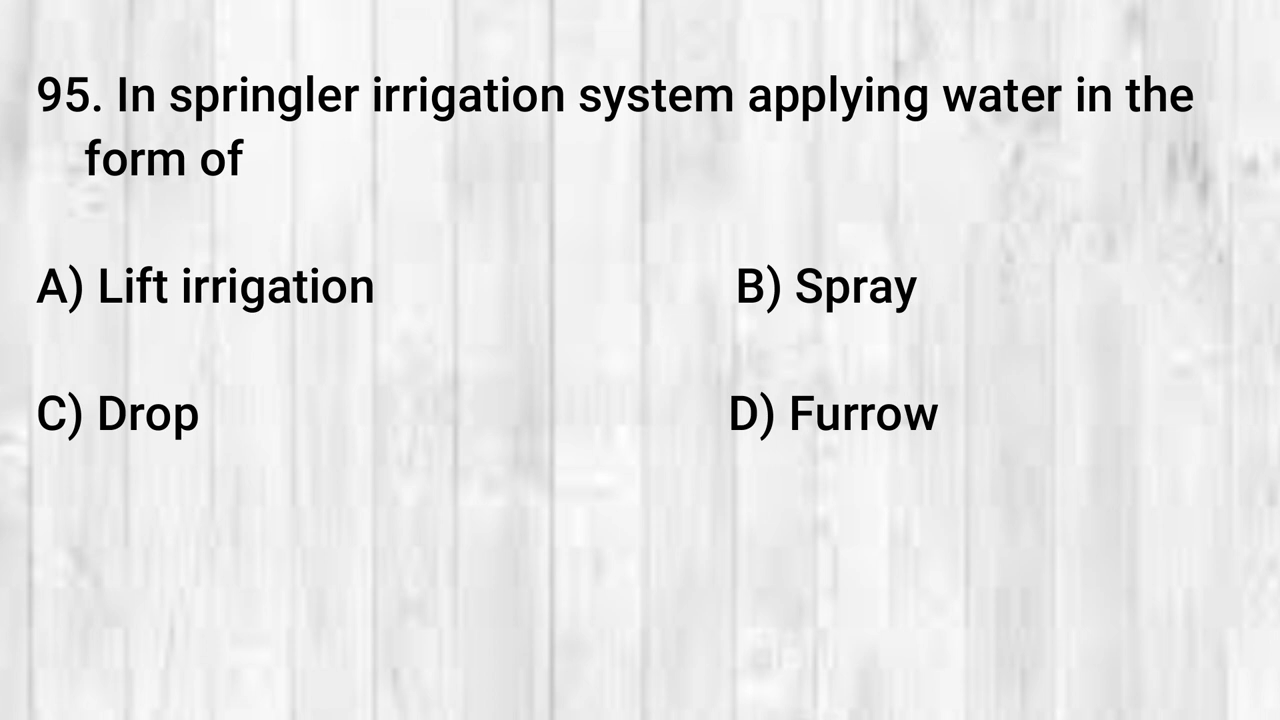 95. In springler irrigation system applying water in the
form of
A) Lift irrigation B) Spray
C) Drop D) Furrow